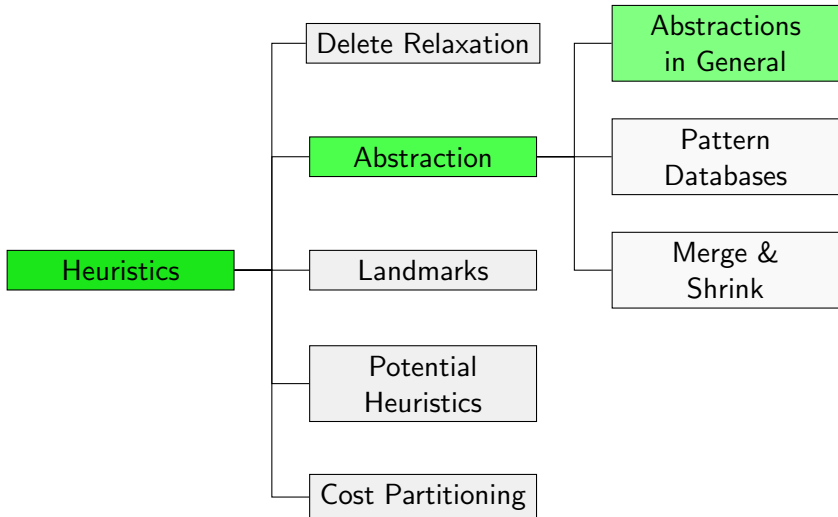 Heuristics
Delete Relaxation
Abstraction
Landmarks
Potential
Heuristics
Cost Partitioning
Abstractions
in General
Pattern
Databases
Merge &
Shrink